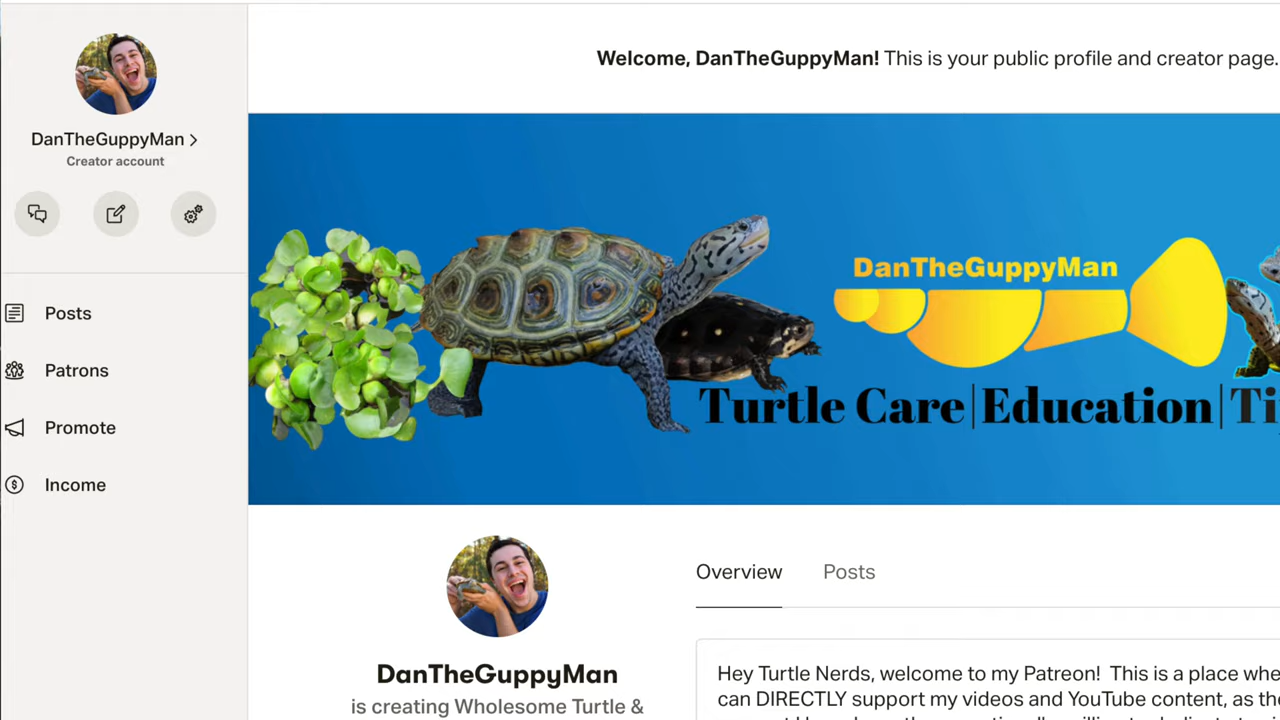 Welcome, DanTheGuppyMan! This is your public profile and creator page.
DanTheGuppyMan
Creator account
Posts
Patrons
Promote
Income
DanTheGuppyMan
Turtle Care|Education|Ti
Overview
Posts
DanTheGuppyMan
is creating Wholesome Turtle &
Hey Turtle Nerds, welcome to my Patreon! This is a place whe
can DIRECTLY support my videos and YouTube content, as the